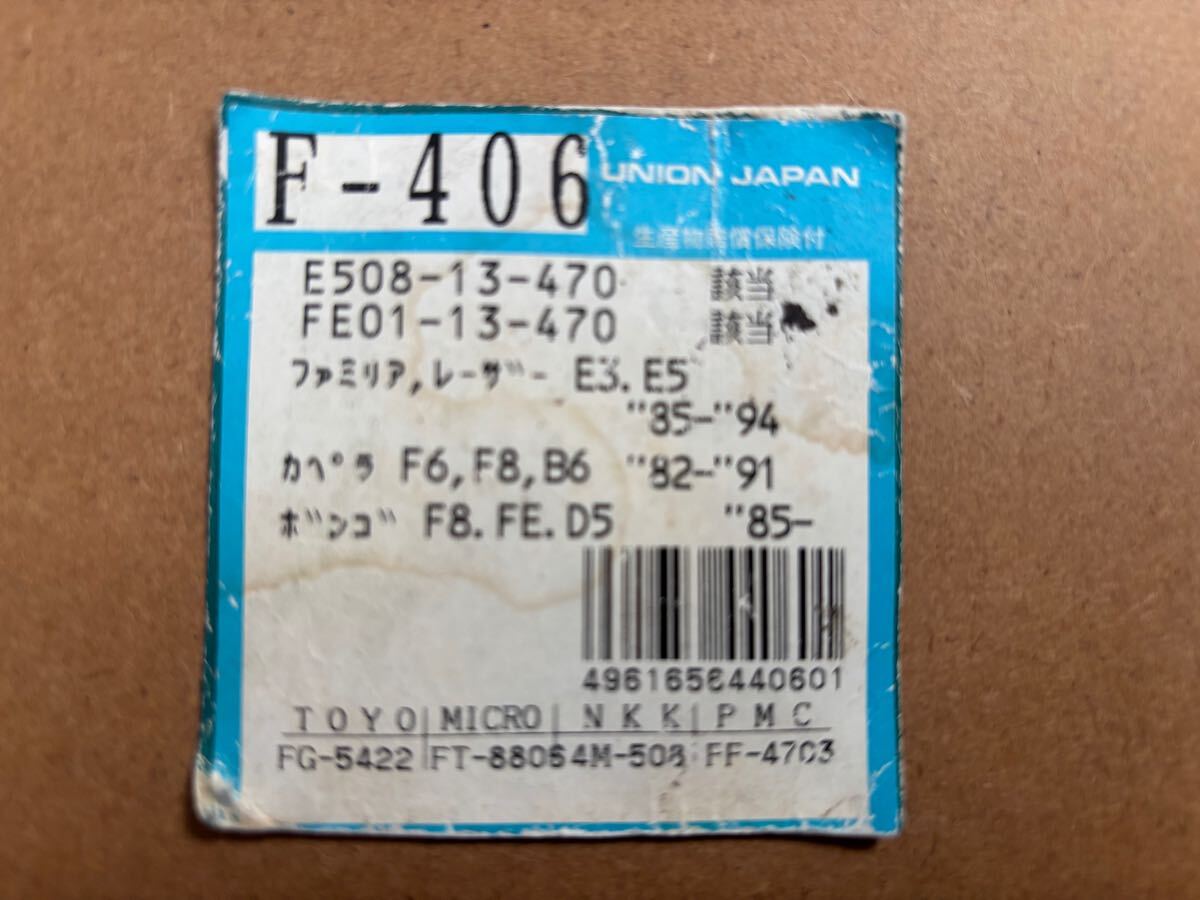 F-406
UNION JAPAN
生産物賠償保険付
E508-13-470 該当
FE01-13-470 該当
ファミリア,レーザー E3.E5
"85-"94
カペラ F6,F8,B6 "82-"91
ボンゴ F8.FE.D5 "85-
4961656440601
TOYO|MICRO|NKK|PMC
FG-5422|FT-8806 4M-508 FF-4703